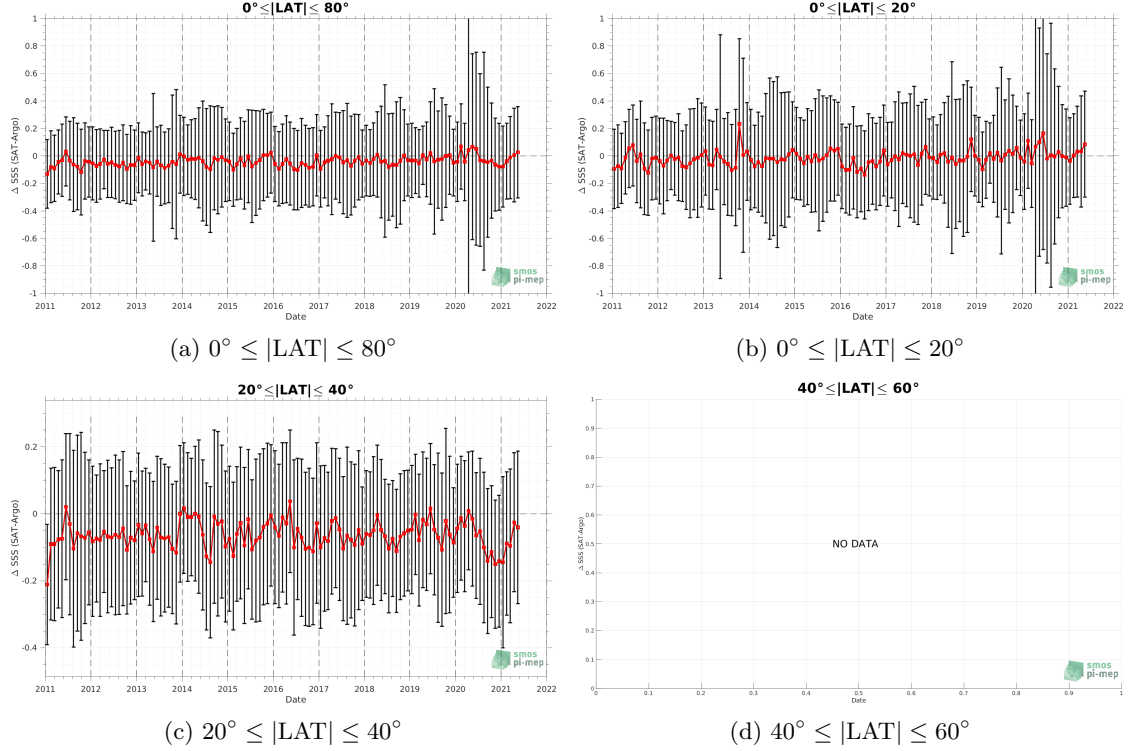 0°≤|LAT|≤ 80°
Δ SSS (SAT-Argo)
1
0.8
0.6
0.4
0.2
0
-0.2
-0.4
-0.6
-0.8
-1
2011 2012 2013 2014 2015 2016 2017 2018 2019 2020 2021 2022
Date
smos
pi-mep
(a) 0° ≤ |LAT| ≤ 80°
0°≤|LAT|≤ 20°
Δ SSS (SAT-Argo)
1
0.8
0.6
0.4
0.2
0
-0.2
-0.4
-0.6
-0.8
-1
2011 2012 2013 2014 2015 2016 2017 2018 2019 2020 2021 2022
Date
smos
pi-mep
(b) 0° ≤ |LAT| ≤ 20°
20°≤|LAT|≤ 40°
Δ SSS (SAT-Argo)
0.2
0
-0.2
-0.4
2011 2012 2013 2014 2015 2016 2017 2018 2019 2020 2021 2022
Date
smos
pi-mep
(c) 20° ≤ |LAT| ≤ 40°
40°≤|LAT|≤ 60°
Δ SSS (SAT-Argo)
1
0.9
0.8
0.7
0.6
0.5
0.4
0.3
0.2
0.1
0
NO DATA
0 0.1 0.2 0.3 0.4 0.5 0.6 0.7 0.8 0.9 1
Date
smos
pi-mep
(d) 40° ≤ |LAT| ≤ 60°